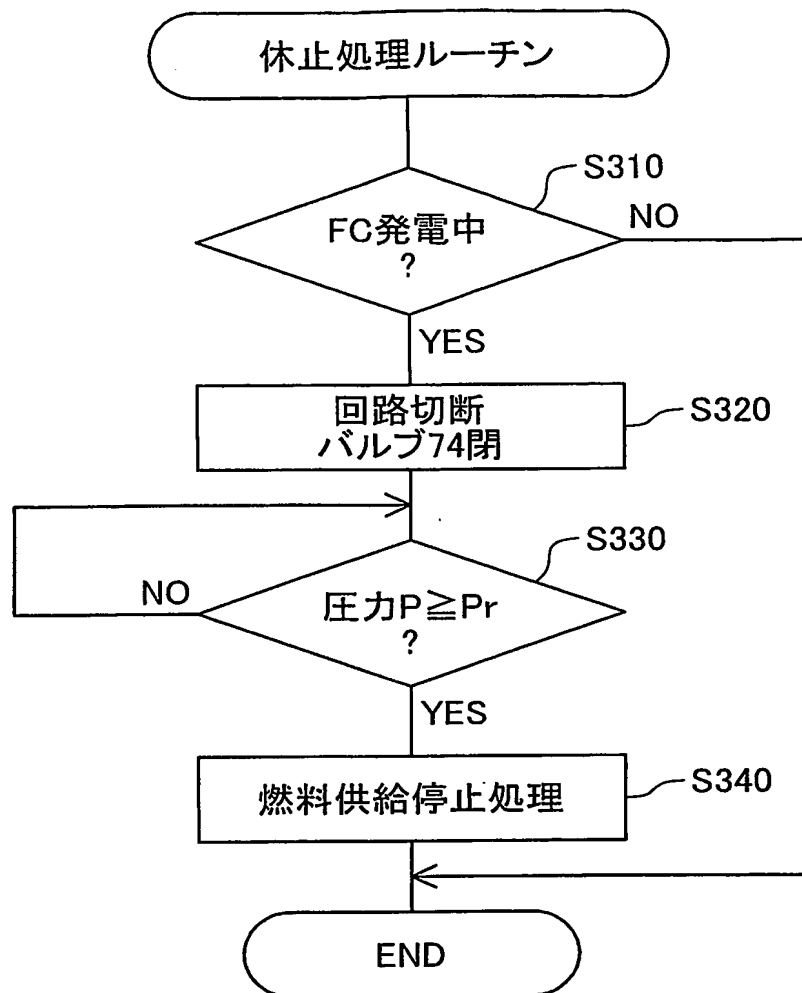 休止処理ルーチン
S310
FC発電中
?
NO
YES
回路切断
バルブ74閉
S320
S330
NO
圧力P≧Pr
?
YES
燃料供給停止処理
S340
END